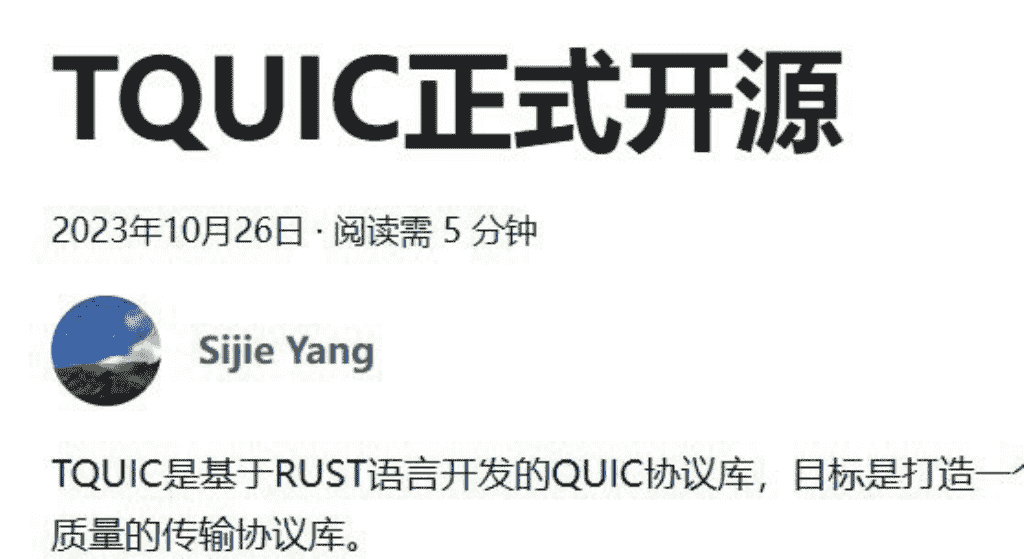 TQUIC正式开源
2023年10月26日 · 阅读需 5 分钟
Sijie Yang
TQUIC是基于RUST语言开发的QUIC协议库，目标是打造一
质量的传输协议库。